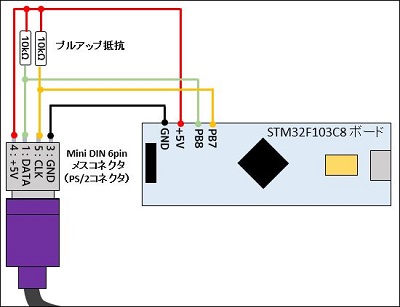 10kΩ
10kΩ
プルアップ抵抗
STM32F103C8 ボード
GND
+5V
PB8
PB7
Mini DIN 6pin
メスコネクタ
(PS/2コネクタ)
3 : GND
5 : CLK
1 : DATA
4 : +5V